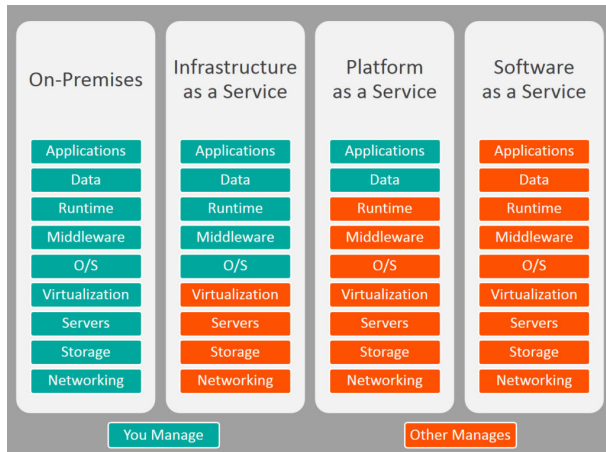 On-Premises
Applications
Data
Runtime
Middleware
O/S
Virtualization
Servers
Storage
Networking
Infrastructure
as a Service
Applications
Data
Runtime
Middleware
O/S
Virtualization
Servers
Storage
Networking
Platform
as a Service
Applications
Data
Runtime
Middleware
O/S
Virtualization
Servers
Storage
Networking
Software
as a Service
Applications
Data
Runtime
Middleware
O/S
Virtualization
Servers
Storage
Networking
You Manage
Other Manages